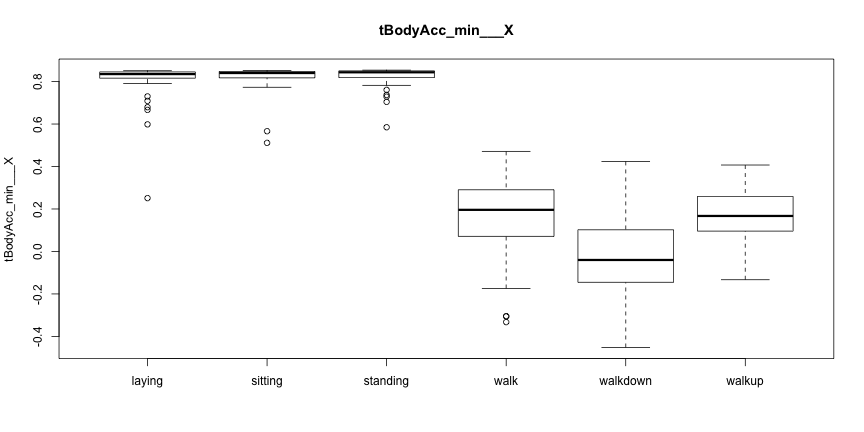 tBodyAcc_min___X
tBodyAcc_min___X
0.8
0.6
0.4
0.2
0.0
-0.2
-0.4
laying sitting standing walk walkdown walkup